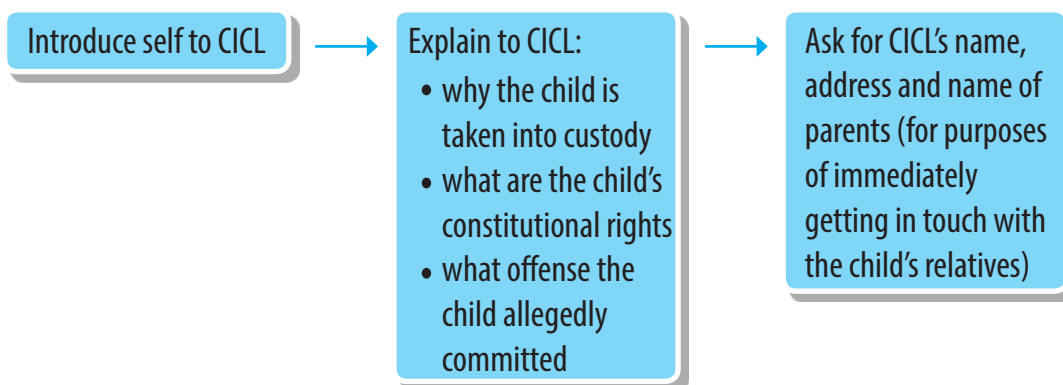 Introduce self to CICL
Explain to CICL:
• why the child is
taken into custody
• what are the child's
constitutional rights
• what offense the
child allegedly
committed
Ask for CICL's name,
address and name of
parents (for purposes
of immediately
getting in touch with
the child's relatives)